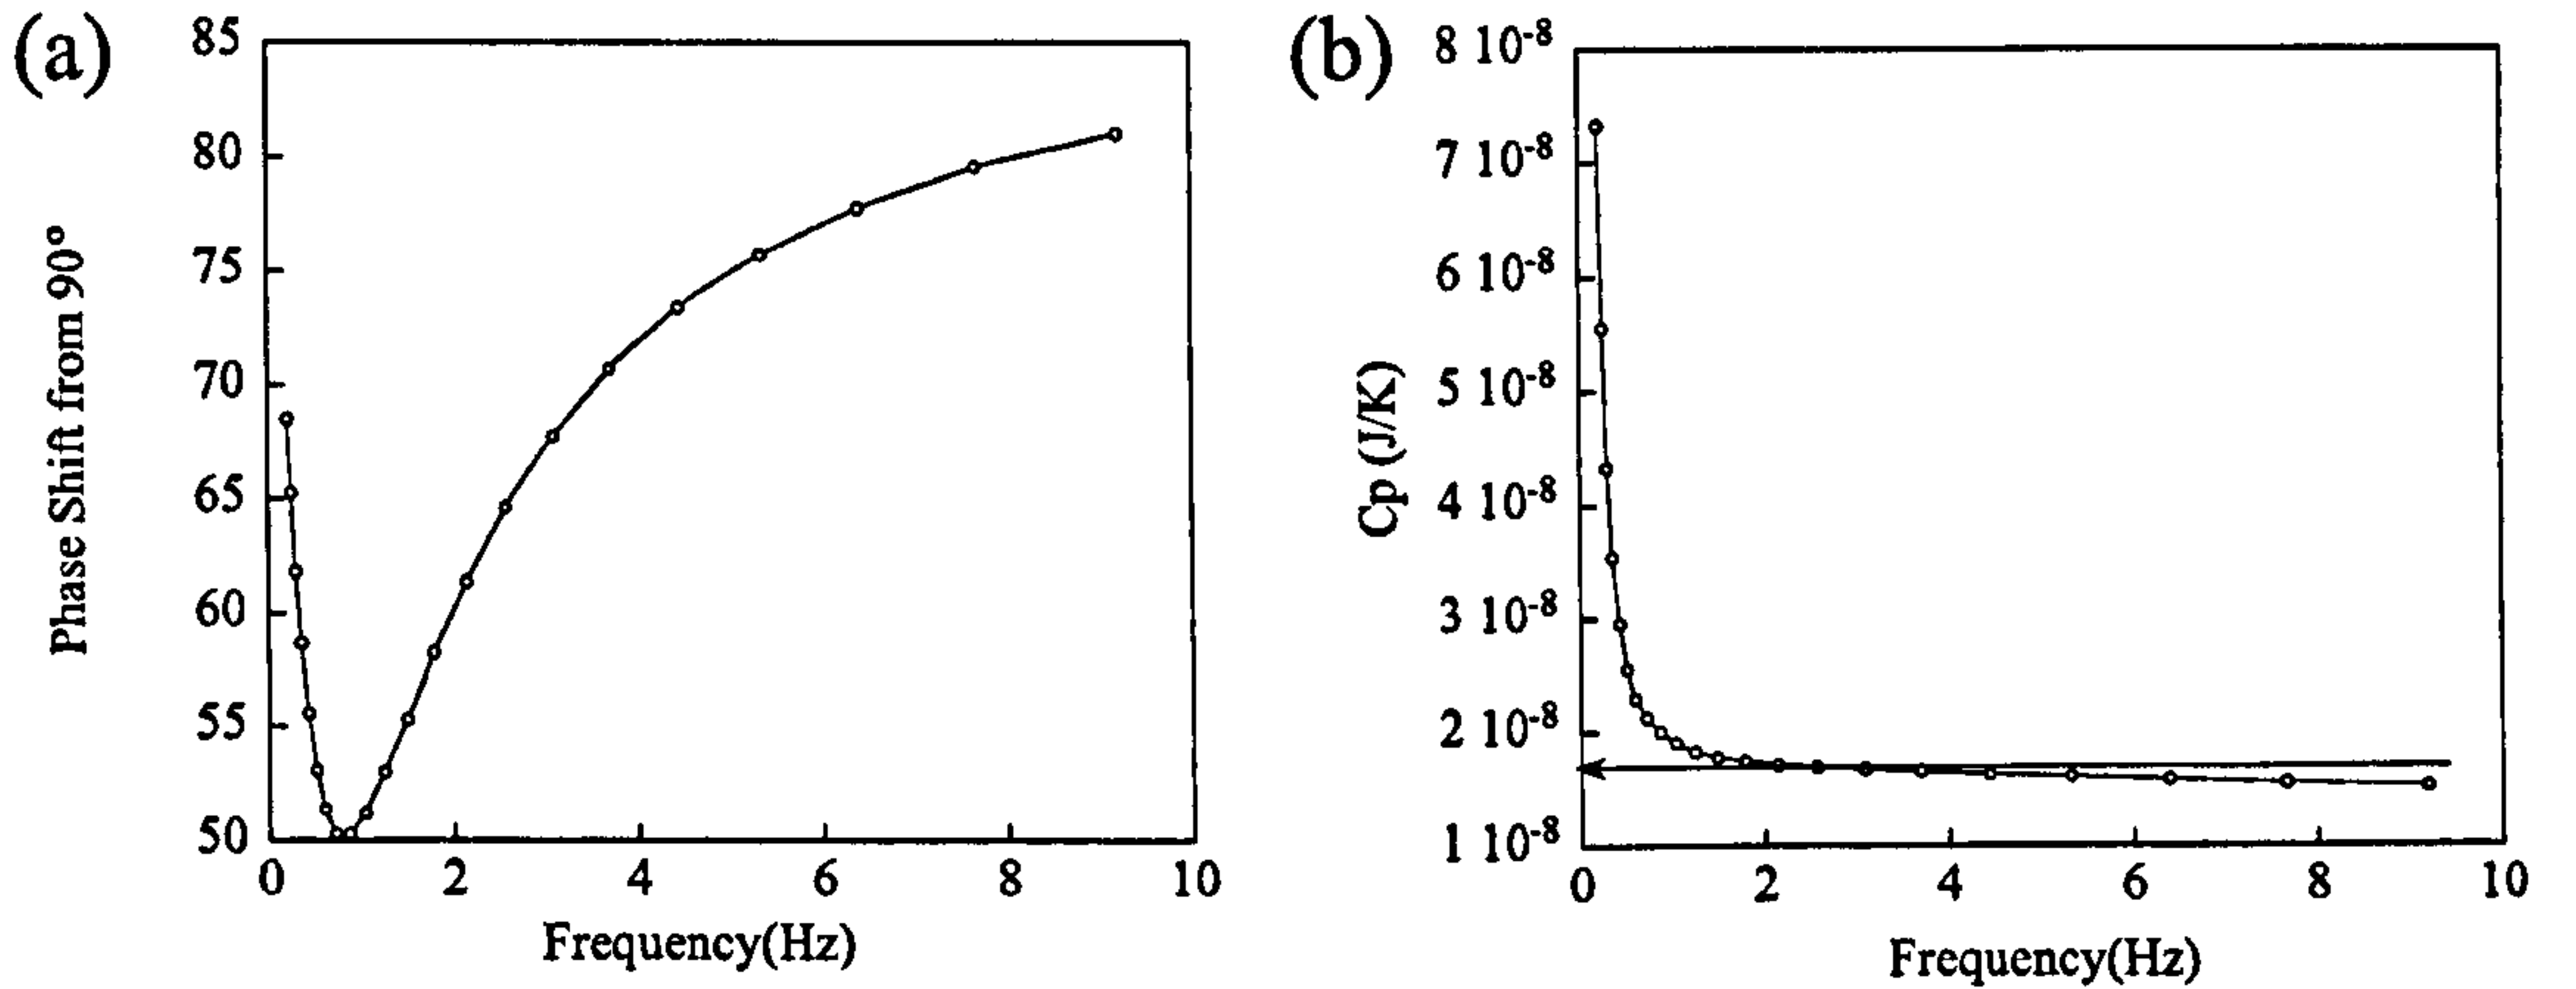 (a)
85
80
75
70
65
60
55
50
Phase Shift from 90°
0 2 4 6 8 10
Frequency(Hz)
(b)
8 10-8
7 10-8
6 10-8
5 10-8
4 10-8
3 10-8
2 10-8
1 10-8
Cp (J/K)
0 2 4 6 8 10
Frequency(Hz)